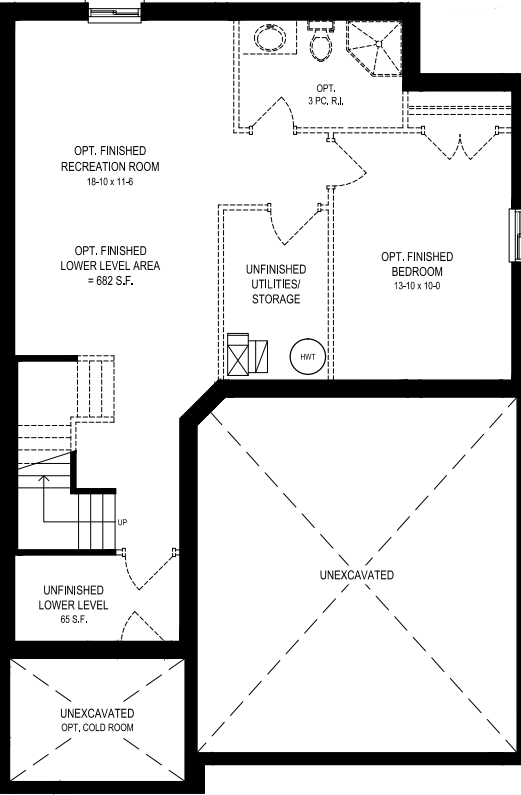 OPT.
3 PC. R.I.
OPT. FINISHED
RECREATION ROOM
18-10 x 11-6
OPT. FINISHED
LOWER LEVEL AREA
= 682 S.F.
UNFINISHED
UTILITIES/
STORAGE
OPT. FINISHED
BEDROOM
13-10 x 10-0
HWT
UP
UNEXCAVATED
UNFINISHED
LOWER LEVEL
65 S.F.
UNEXCAVATED
OPT. COLD ROOM